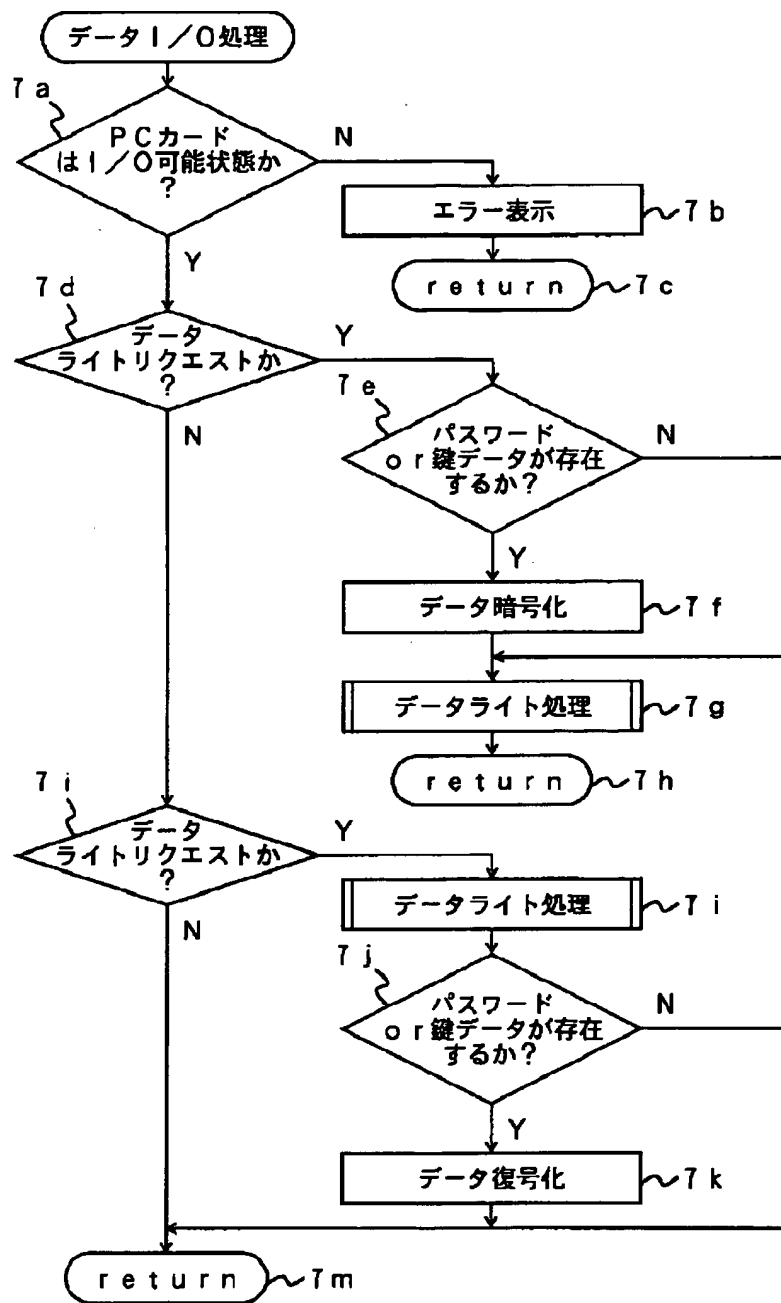 データI/O処理
7a
PCカード
はI/O可能状態か
?
N
エラー表示
7b
Y
return
7c
7d
データ
ライトリクエストか
?
Y
7e
N
パスワード
or鍵データが存在
するか?
N
Y
データ暗号化
7f
データライト処理
7g
return
7h
7i
データ
ライトリクエストか
?
Y
データライト処理
7i
N
7j
パスワード
or鍵データが存在
するか?
N
Y
データ復号化
7k
return
7m